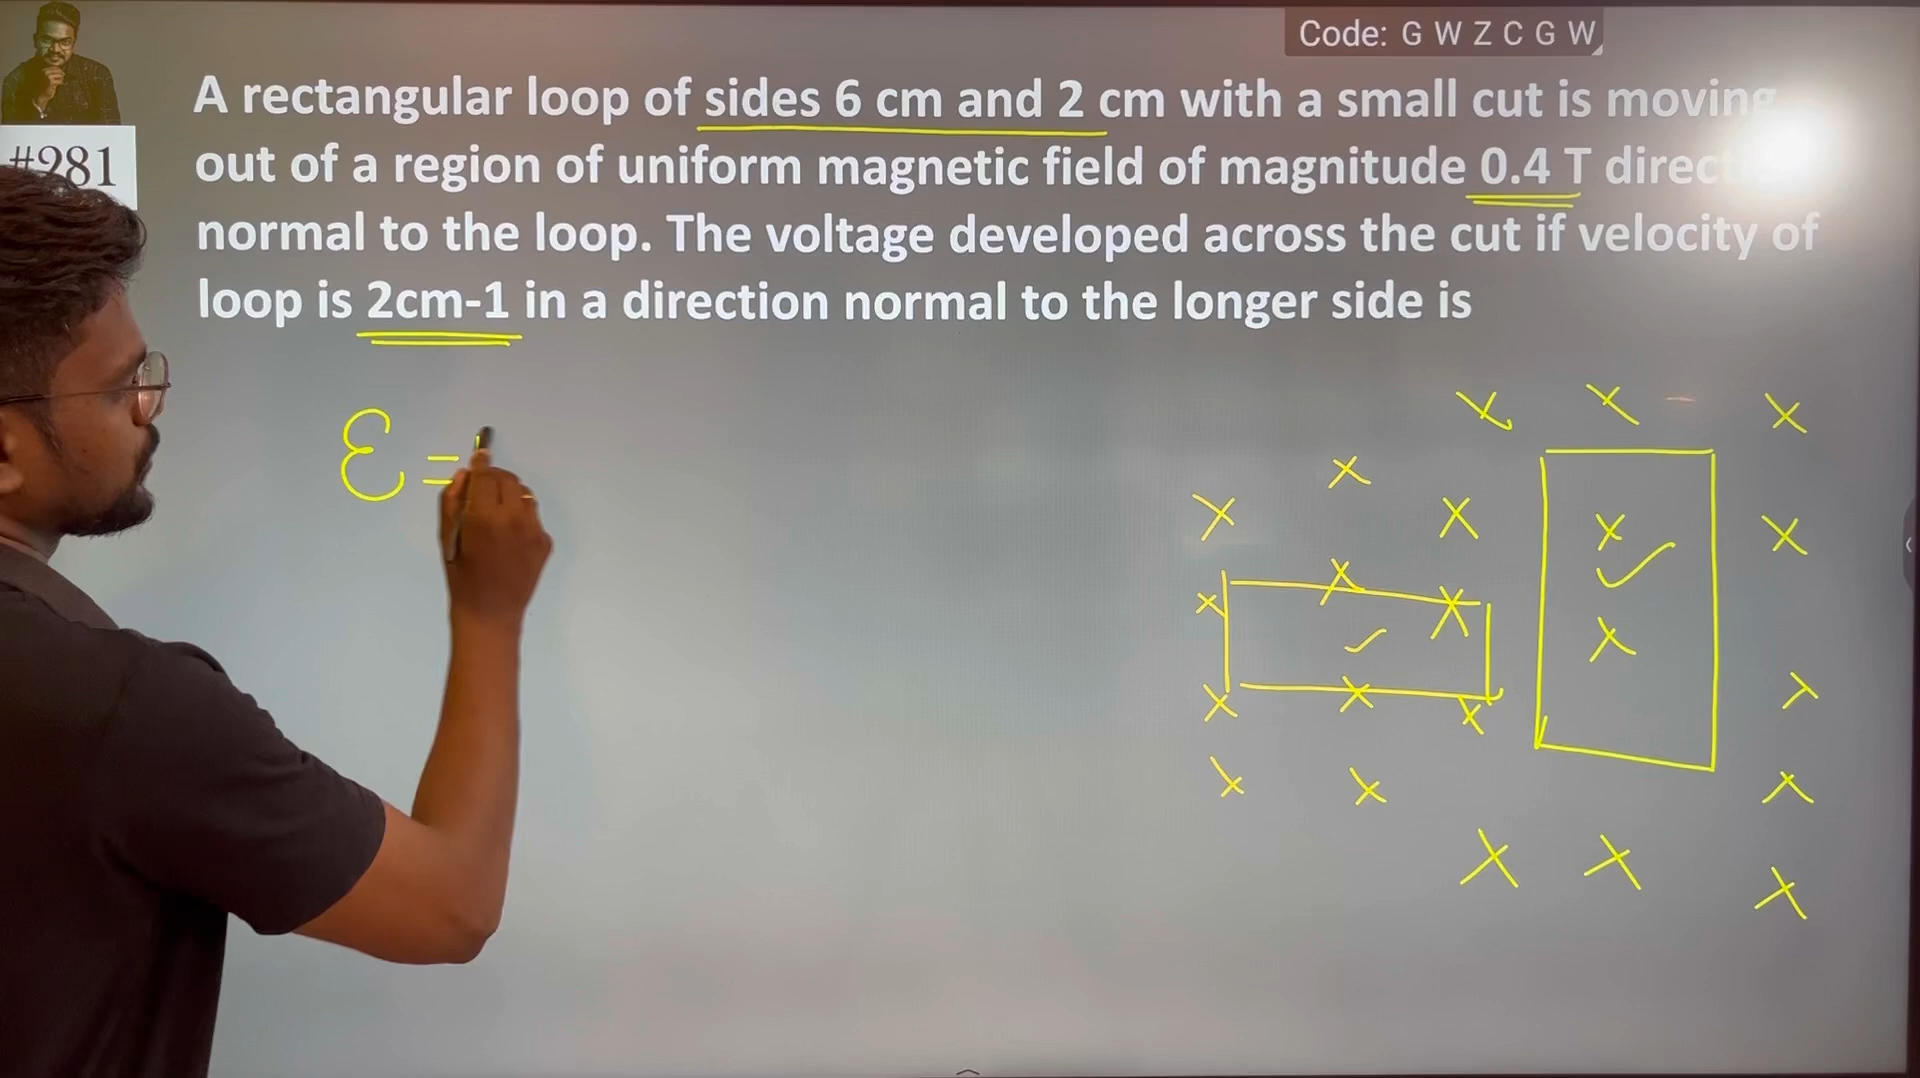 Code: G W Z C G W
#981
A rectangular loop of sides 6 cm and 2 cm with a small cut is moving
out of a region of uniform magnetic field of magnitude 0.4 T
normal to the loop. The voltage developed across the cut if velocity of
loop is 2cm-1 in a direction normal to the longer side is
ε =